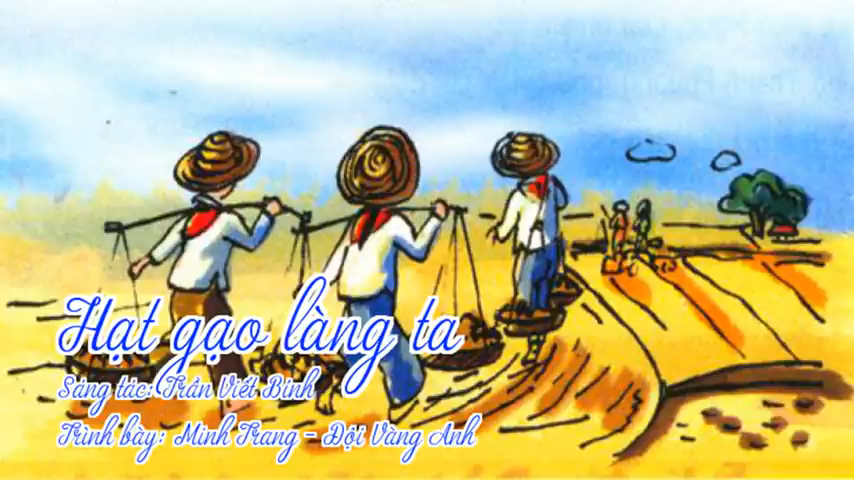 Hạt gạo làng ta
Sáng tác: Trần Viết Bính
Trình bày: Minh Trang - Đội Vàng Anh